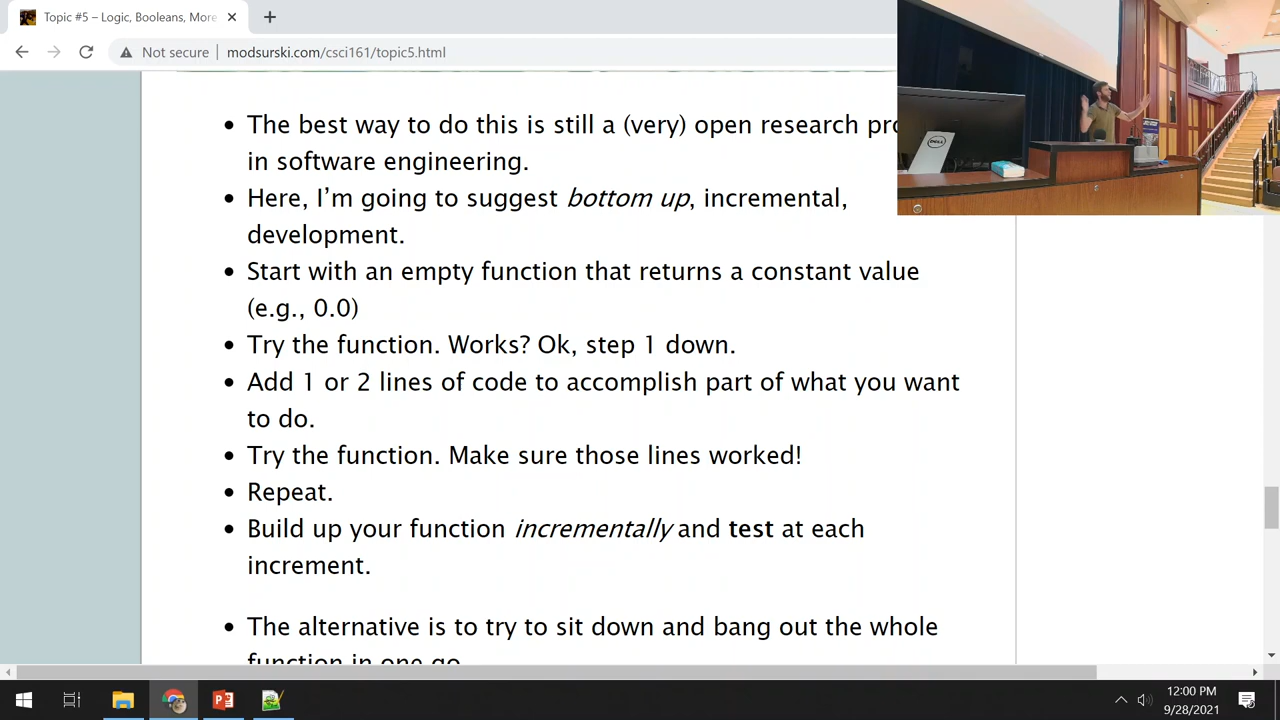 Topic #5 – Logic, Booleans, More
Not secure
modsurski.com/csci161/topic5.html
The best way to do this is still a (very) open research
in software engineering.
Here, I'm going to suggest bottom up, incremental,
development.
Start with an empty function that returns a constant value
(e.g., 0.0)
Try the function. Works? Ok, step 1 down.
Add 1 or 2 lines of code to accomplish part of what you want
to do.
Try the function. Make sure those lines worked!
Repeat.
Build up your function incrementally and test at each
increment.
The alternative is to try to sit down and bang out the whole
function in one go
DELL
12:00 PM
9/28/2021